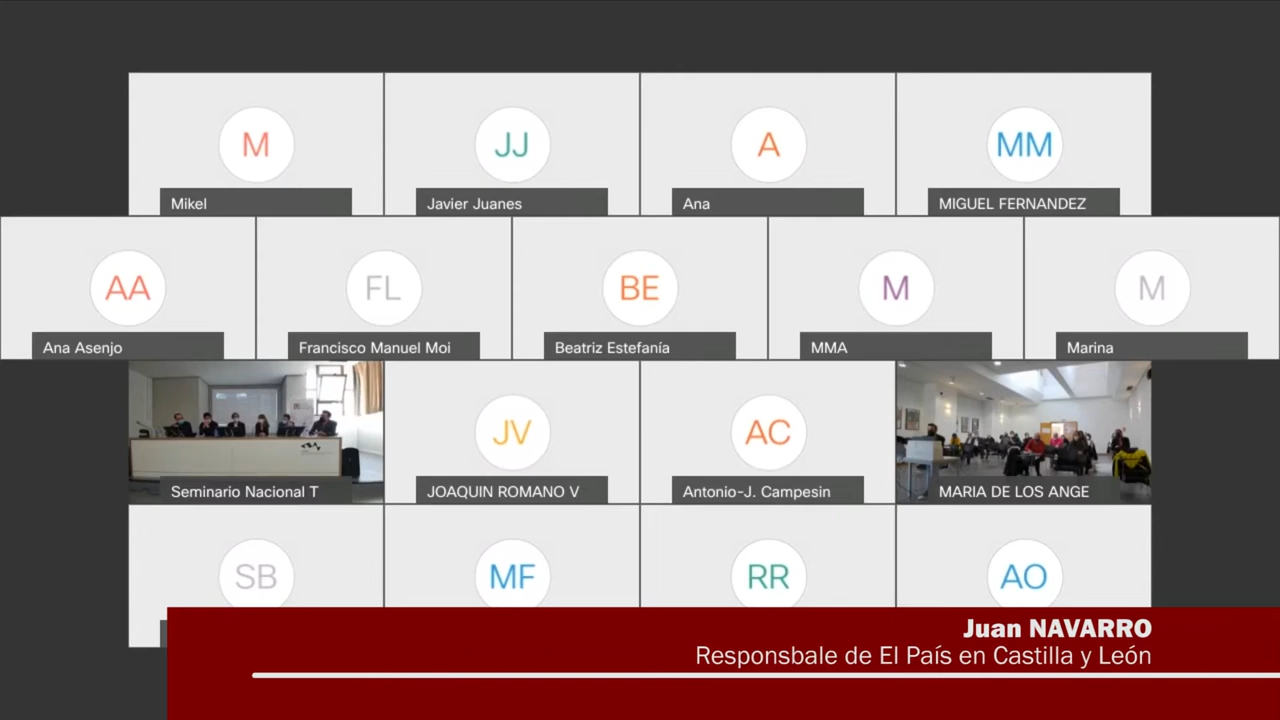 M
JJ
A
MM
Mikel
Javier Juanes
Ana
MIGUEL FERNANDEZ
AA
FL
BE
M
M
Ana Asenjo
Francisco Manuel Moi
Beatriz Estefanía
MMA
Marina
JV
AC
Seminario Nacional T
JOAQUIN ROMANO V
Antonio-J. Campesin
MARIA DE LOS ANGE
SB
MF
RR
AO
Juan NAVARRO
Responsbale de El País en Castilla y León